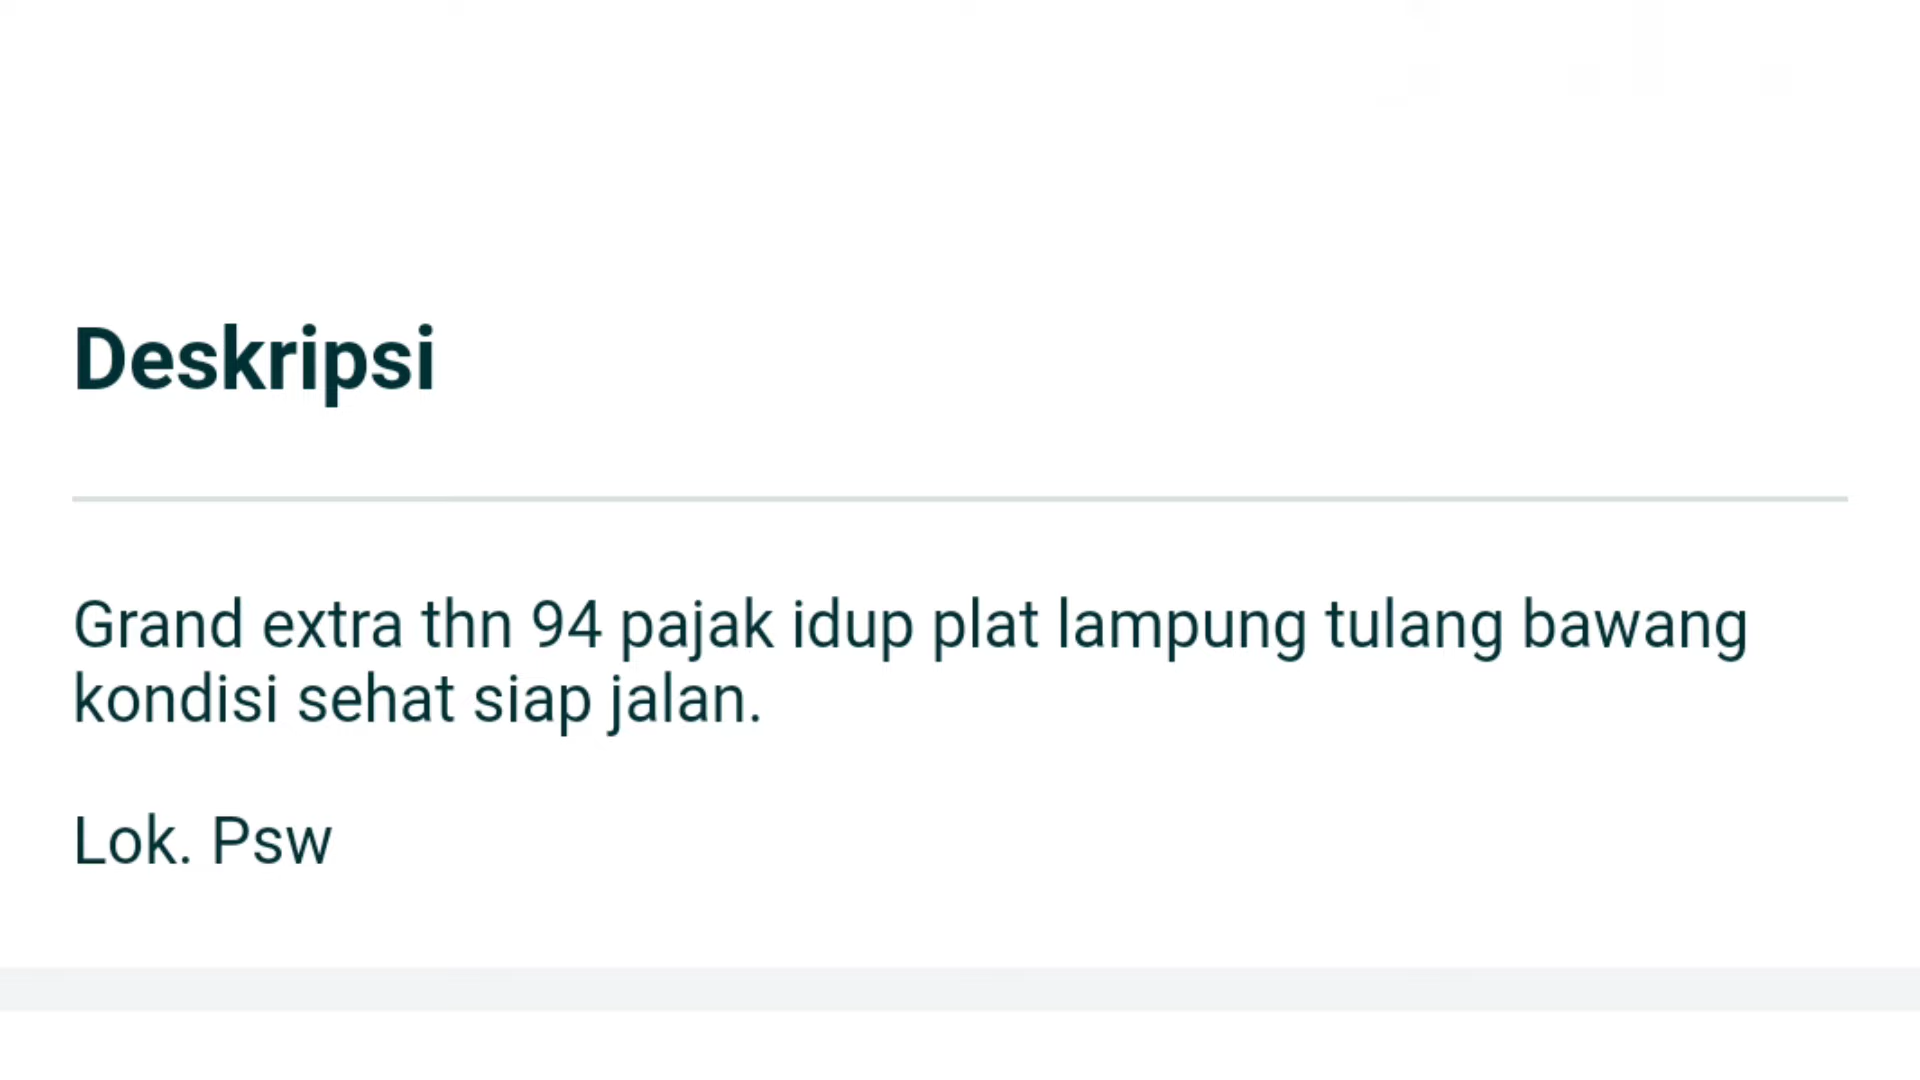 Deskripsi
Grand extra thn 94 pajak idup plat lampung tulang bawang
kondisi sehat siap jalan.
Lok. Psw